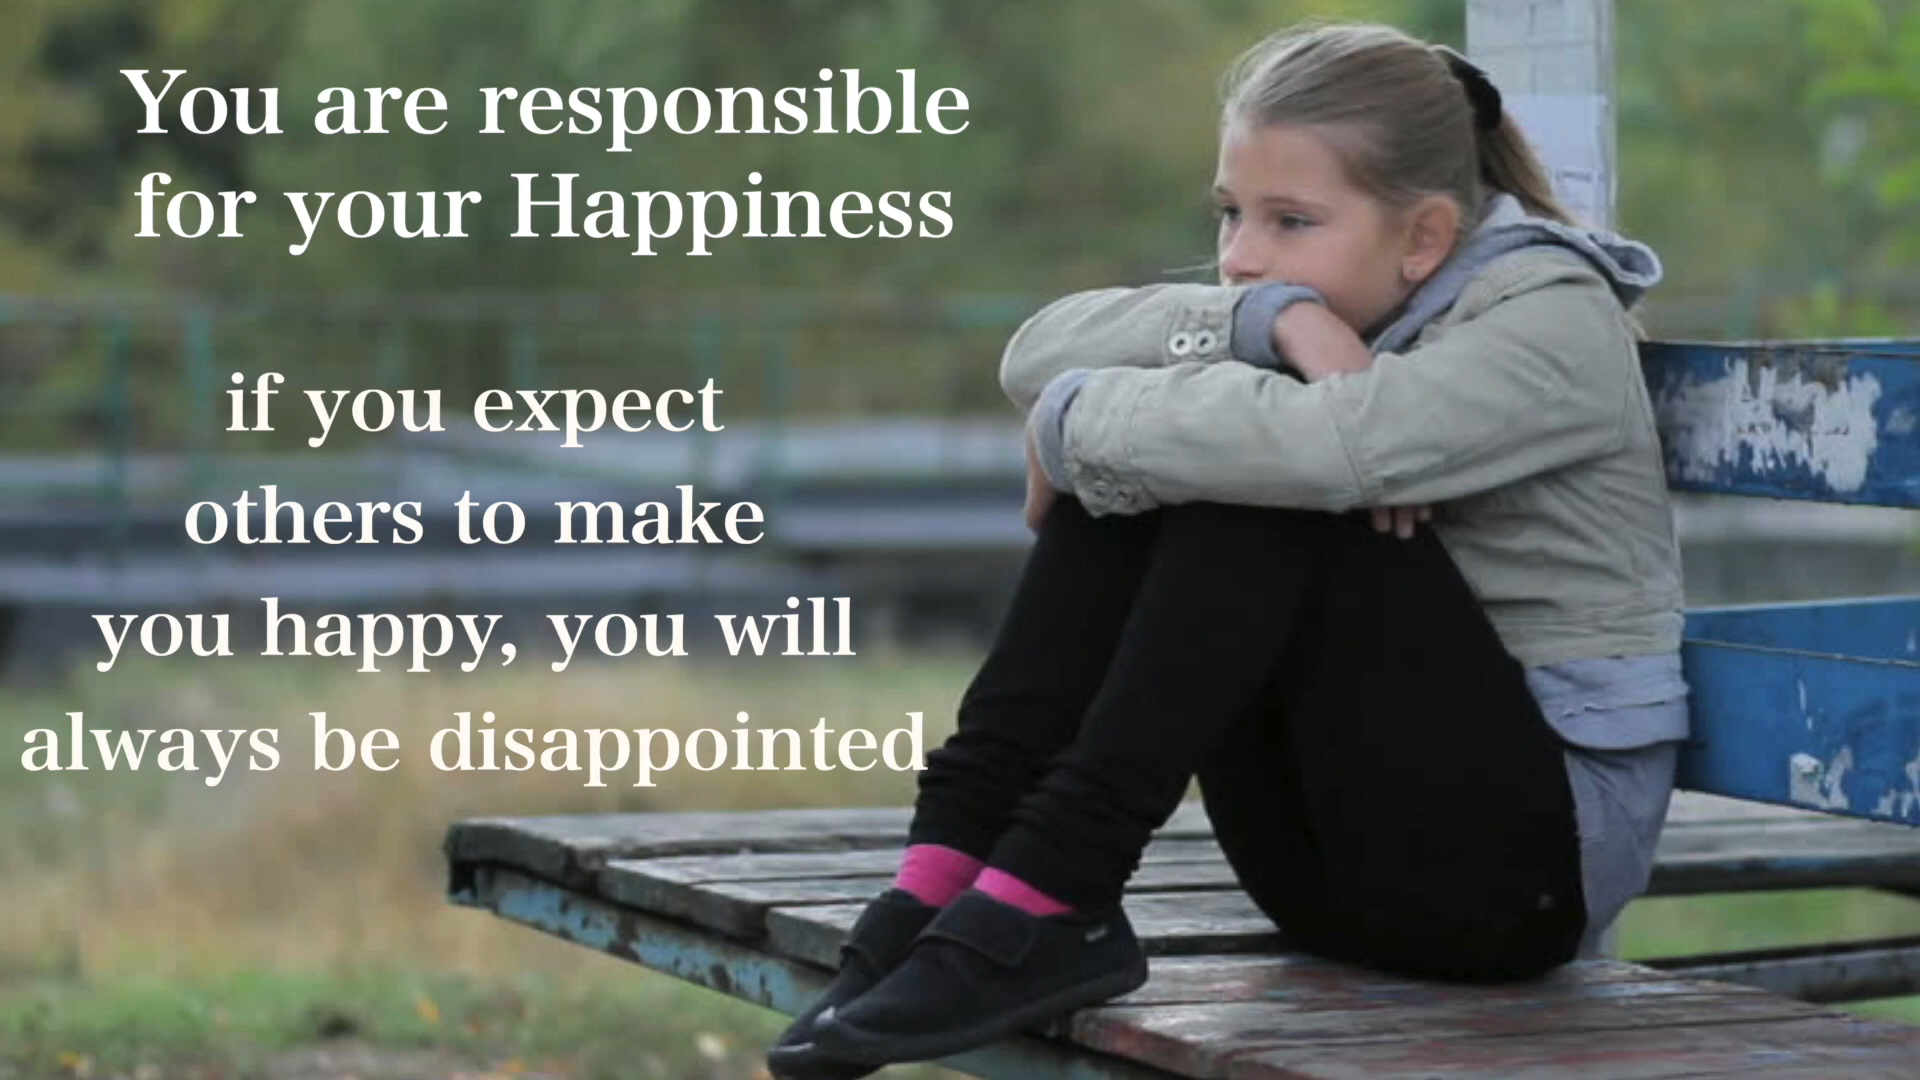 You are responsible
for your Happiness
if you expect
others to make
you happy, you will
always be disappointed